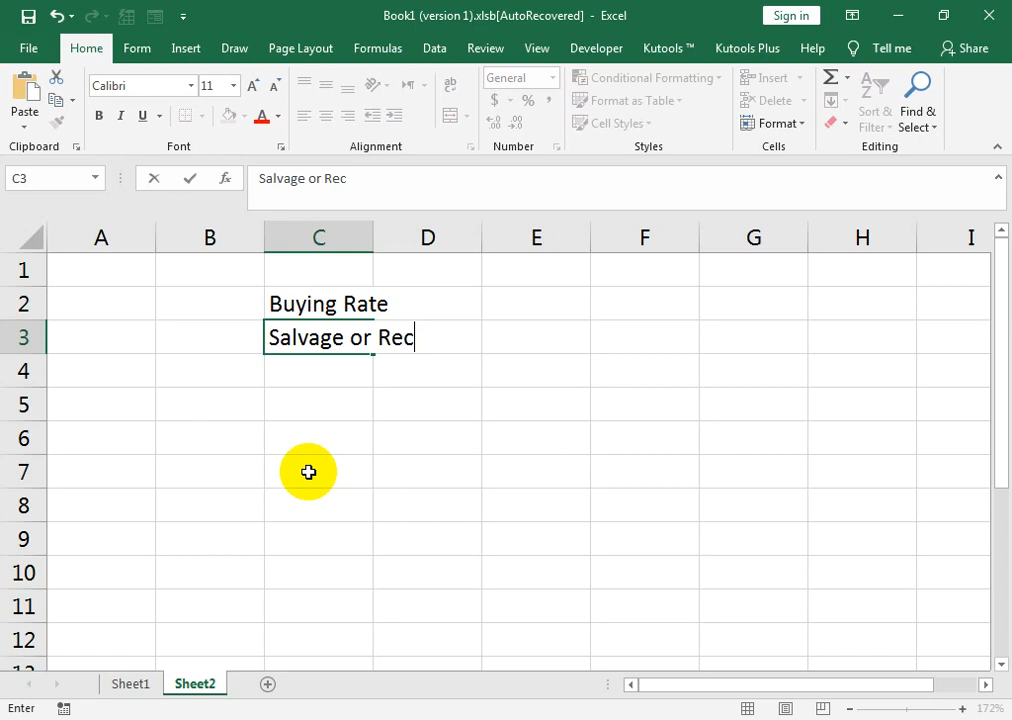 Book1 (version 1).xlsb[AutoRecovered] - Excel
Sign in
File Home Form Insert Draw Page Layout Formulas Data Review View Developer Kutools ™ Kutools Plus Help Tell me Share
Paste
Calibri 11 A A
B I U A
ab
General
$ % ,
Conditional Formatting
Format as Table
Cell Styles
Insert
Delete
Format
Σ
Sort & Filter
Find & Select
Clipboard Font Alignment Number Styles Cells Editing
C3 fx Salvage or Rec
A B C D E F G H I
1
2 Buying Rate
3 Salvage or Rec
4
5
6
7
8
9
10
11
12
Sheet1 Sheet2
Enter 172%